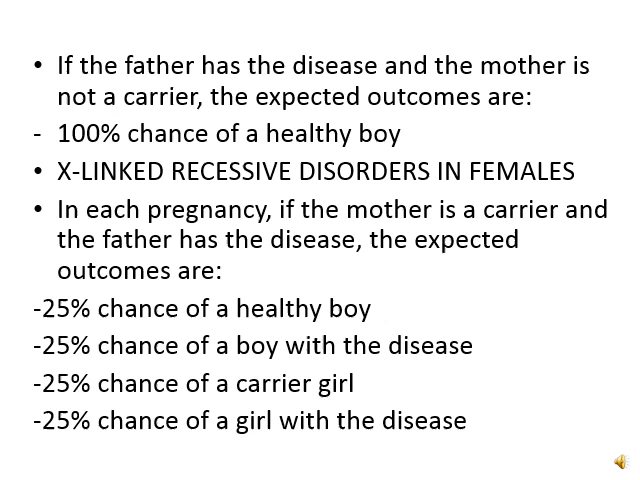 • If the father has the disease and the mother is
not a carrier, the expected outcomes are:
- 100% chance of a healthy boy
• X-LINKED RECESSIVE DISORDERS IN FEMALES
• In each pregnancy, if the mother is a carrier and
the father has the disease, the expected
outcomes are:
-25% chance of a healthy boy
-25% chance of a boy with the disease
-25% chance of a carrier girl
-25% chance of a girl with the disease